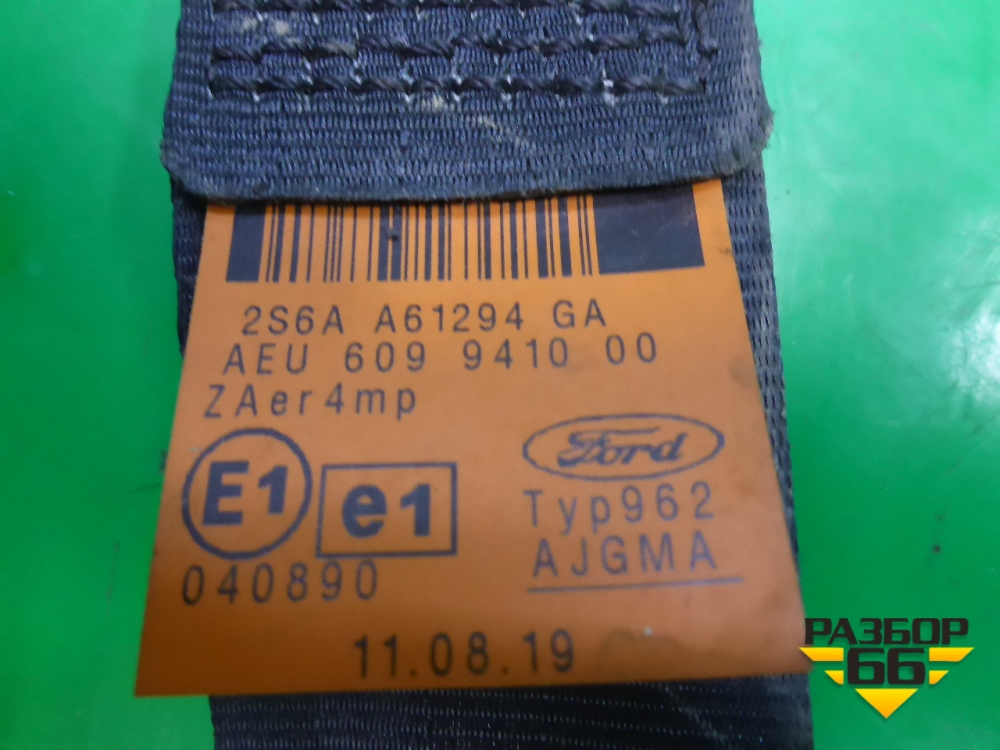 2S6A A61294 GA
AEU 609 9410 00
ZAer4mp
E1 e1
Ford
Typ962
AJGMA
040890
11.08.19
РАЗБОР
66